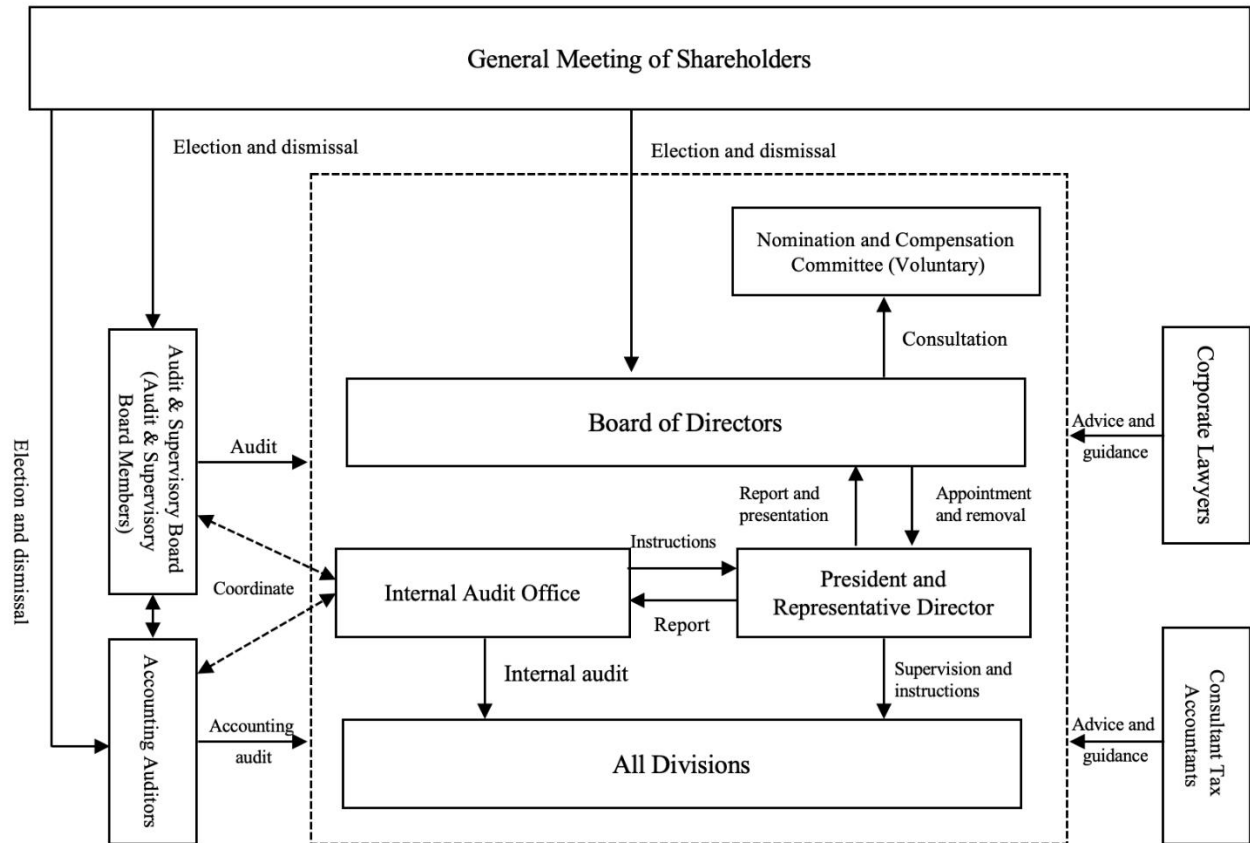 General Meeting of Shareholders
Election and dismissal
Election and dismissal
Nomination and Compensation
Committee (Voluntary)
Consultation
Audit & Supervisory Board
(Audit & Supervisory
Board Members)
Corporate Lawyers
Board of Directors
Advice and
guidance
Audit
Election and dismissal
Report and
presentation
Appointment
and removal
Instructions
Internal Audit Office
President and
Representative Director
Coordinate
Report
Accounting Auditors
Internal audit
Supervision and
instructions
Consultant Tax
Accountants
Accounting
audit
All Divisions
Advice and
guidance